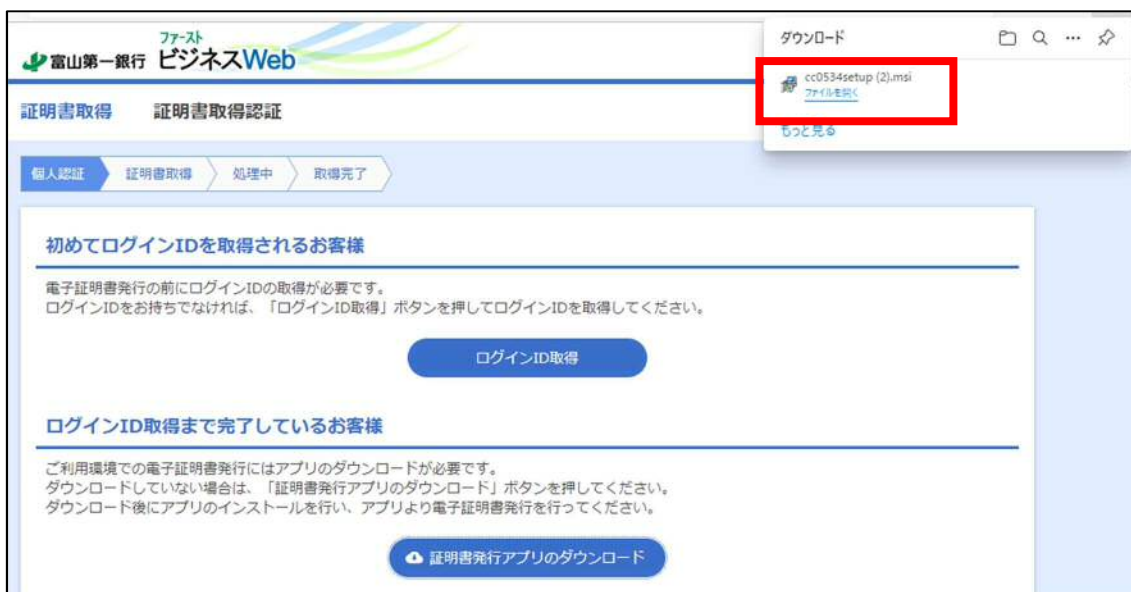 富山第一銀行
ファースト
ビジネスWeb
ダウンロード
cc0534setup (2).msi
ファイルを開く
もっと見る
証明書取得 証明書取得認証
個人認証 証明書取得 処理中 取得完了
初めてログインIDを取得されるお客様
電子証明書発行の前にログインIDの取得が必要です。
ログインIDをお持ちでなければ、「ログインID取得」ボタンを押してログインIDを取得してください。
ログインID取得
ログインID取得まで完了しているお客様
ご利用環境での電子証明書発行にはアプリのダウンロードが必要です。
ダウンロードしていない場合は、「証明書発行アプリのダウンロード」ボタンを押してください。
ダウンロード後にアプリのインストールを行い、アプリより電子証明書発行を行ってください。
証明書発行アプリのダウンロード